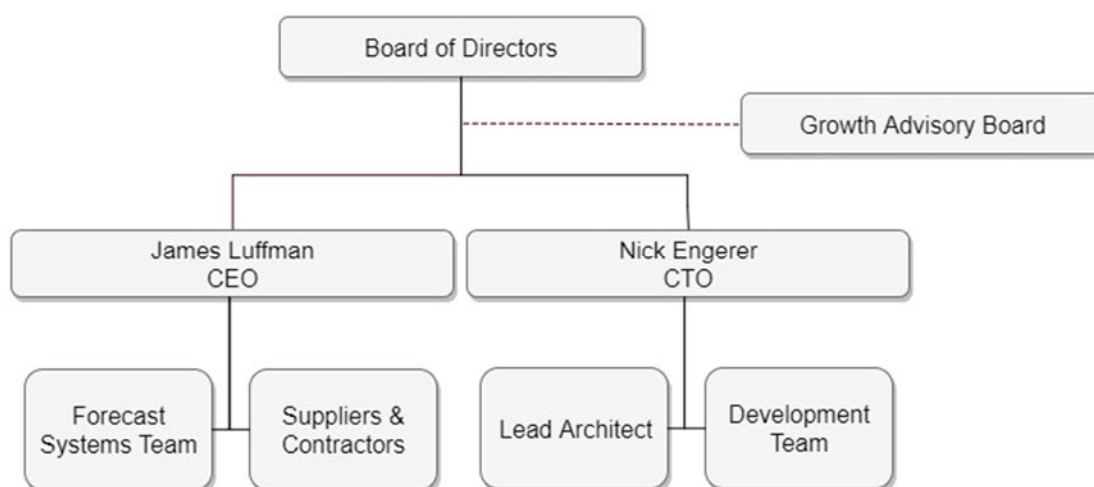 Board of Directors
Growth Advisory Board
James Luffman
CEO
Nick Engerer
CTO
Forecast
Systems Team
Suppliers &
Contractors
Lead Architect
Development
Team